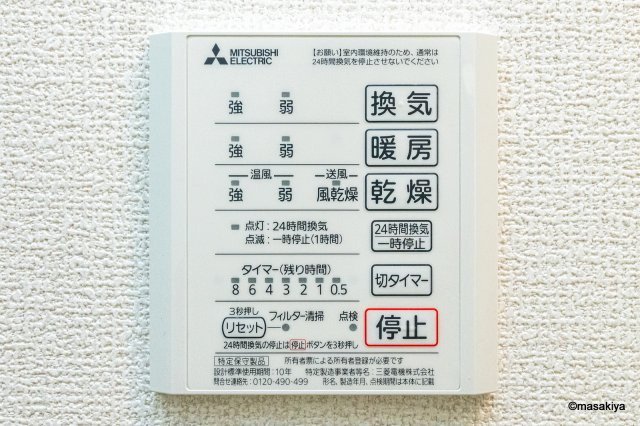 MITSUBISHI
ELECTRIC
【お願い】室内環境維持のため、通常は
24時間換気を停止させないでください
強 弱 換気
強 弱 暖房
温風 送風
強 弱 風乾燥 乾燥
点灯：24時間換気
点滅：一時停止(1時間)
24時間換気
一時停止
タイマー(残り時間)
8 6 4 3 2 1 0.5
切タイマー
3秒押し
リセット フィルター清掃 点検
停止
24時間換気の停止は停止ボタンを3秒押し
特定保守製品 所有者票による所有者登録が必要です
設計標準使用期間：10年 特定製造事業者等名：三菱電機株式会社
問合せ連絡先：0120-490-499 形名、製造年月、点検期間は本体に記載
©masakiya